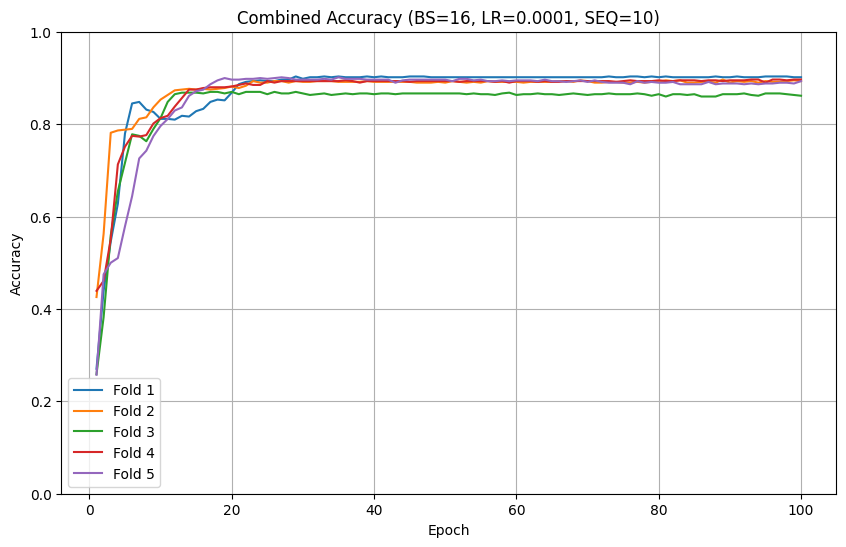 Combined Accuracy (BS=16, LR=0.0001, SEQ=10)
1.0
0.8
0.6
0.4
0.2
0.0
Accuracy
Fold 1
Fold 2
Fold 3
Fold 4
Fold 5
0 20 40 60 80 100
Epoch